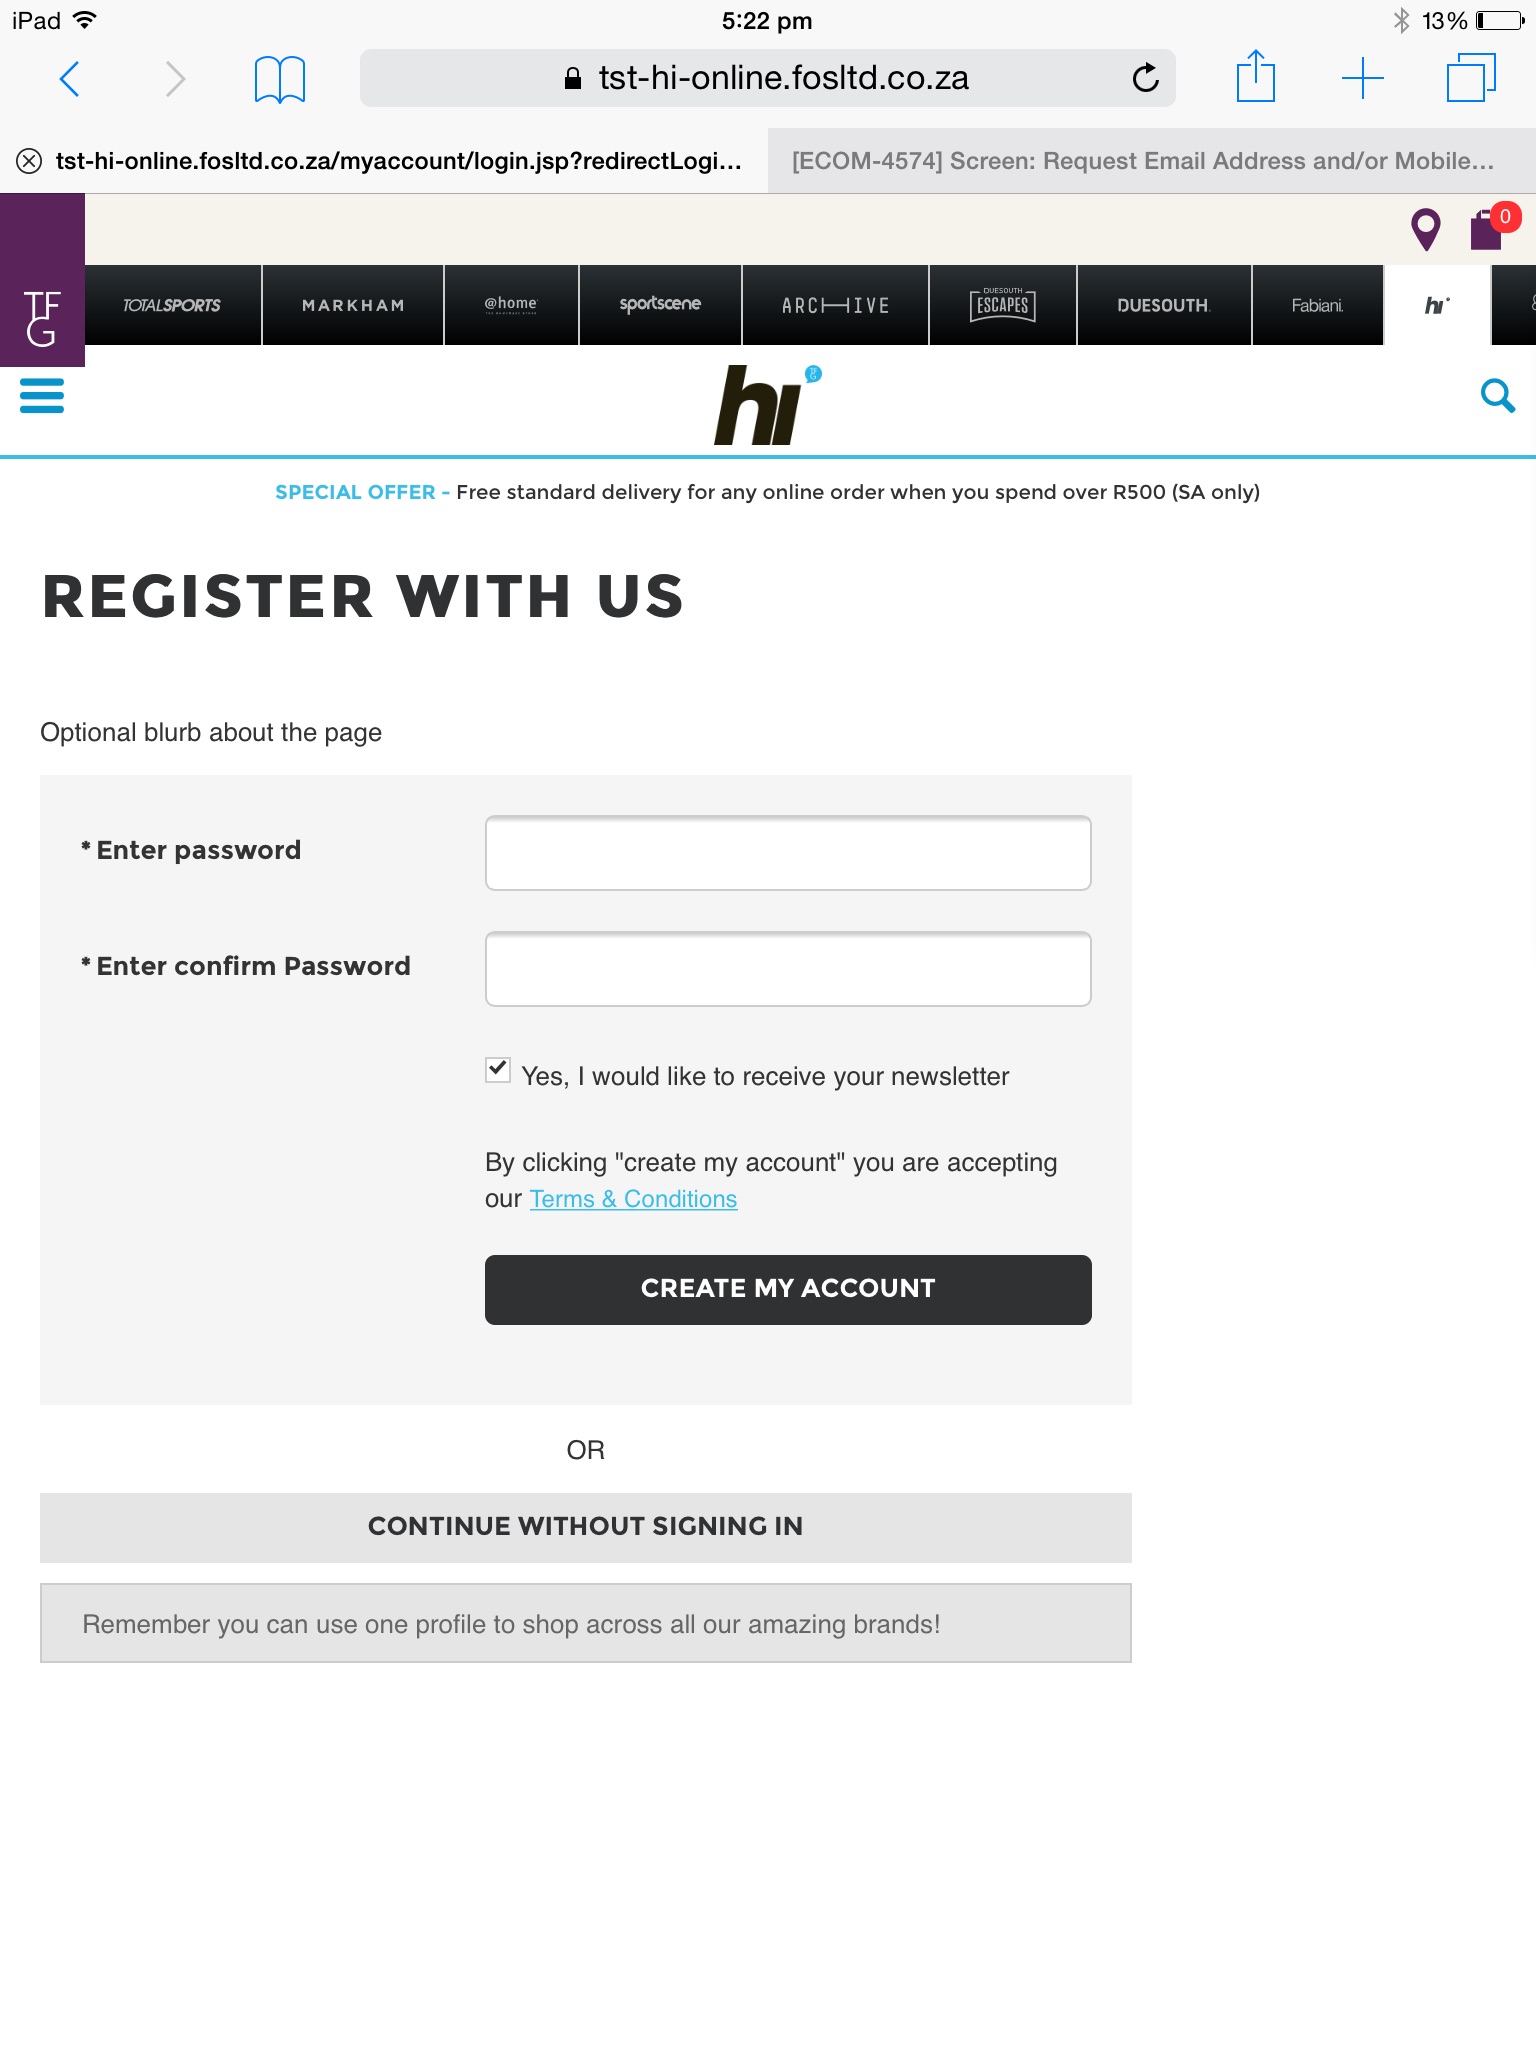 iPad 5:22 pm 13%
tst-hi-online.fosltd.co.za
tst-hi-online.fosltd.co.za/myaccount/login.jsp?redirectLogi... [ECOM-4574] Screen: Request Email Address and/or Mobile...
0
TFG TOTALSPORTS MARKHAM @home sportscene ARCHIVE DUESOUTH ESCAPES DUESOUTH. Fabiani. hi
hi
SPECIAL OFFER - Free standard delivery for any online order when you spend over R500 (SA only)
REGISTER WITH US
Optional blurb about the page
* Enter password
* Enter confirm Password
Yes, I would like to receive your newsletter
By clicking "create my account" you are accepting
our Terms & Conditions
CREATE MY ACCOUNT
OR
CONTINUE WITHOUT SIGNING IN
Remember you can use one profile to shop across all our amazing brands!